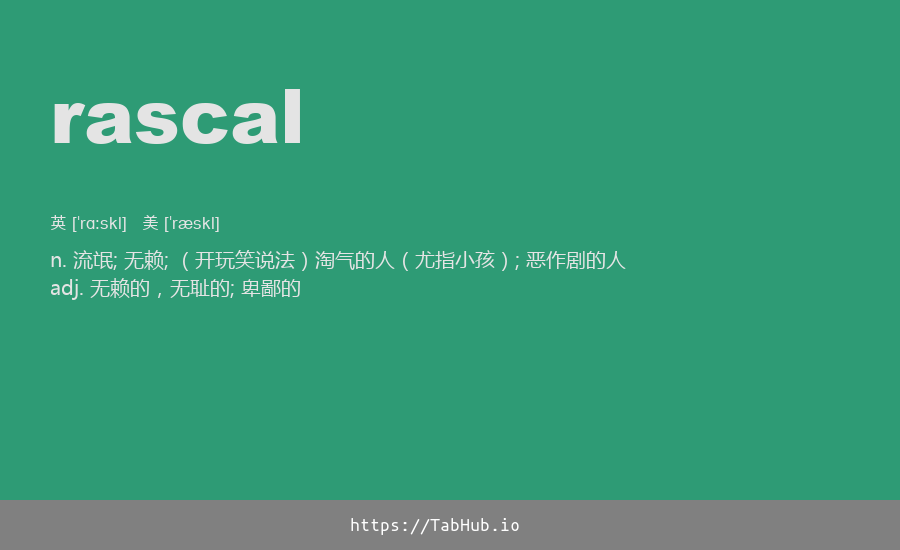 rascal
英 [ˈrɑːskl] 美 [ˈræskl]
n. 流氓; 无赖; （开玩笑说法）淘气的人（尤指小孩）; 恶作剧的人
adj. 无赖的，无耻的; 卑鄙的
https://TabHub.io